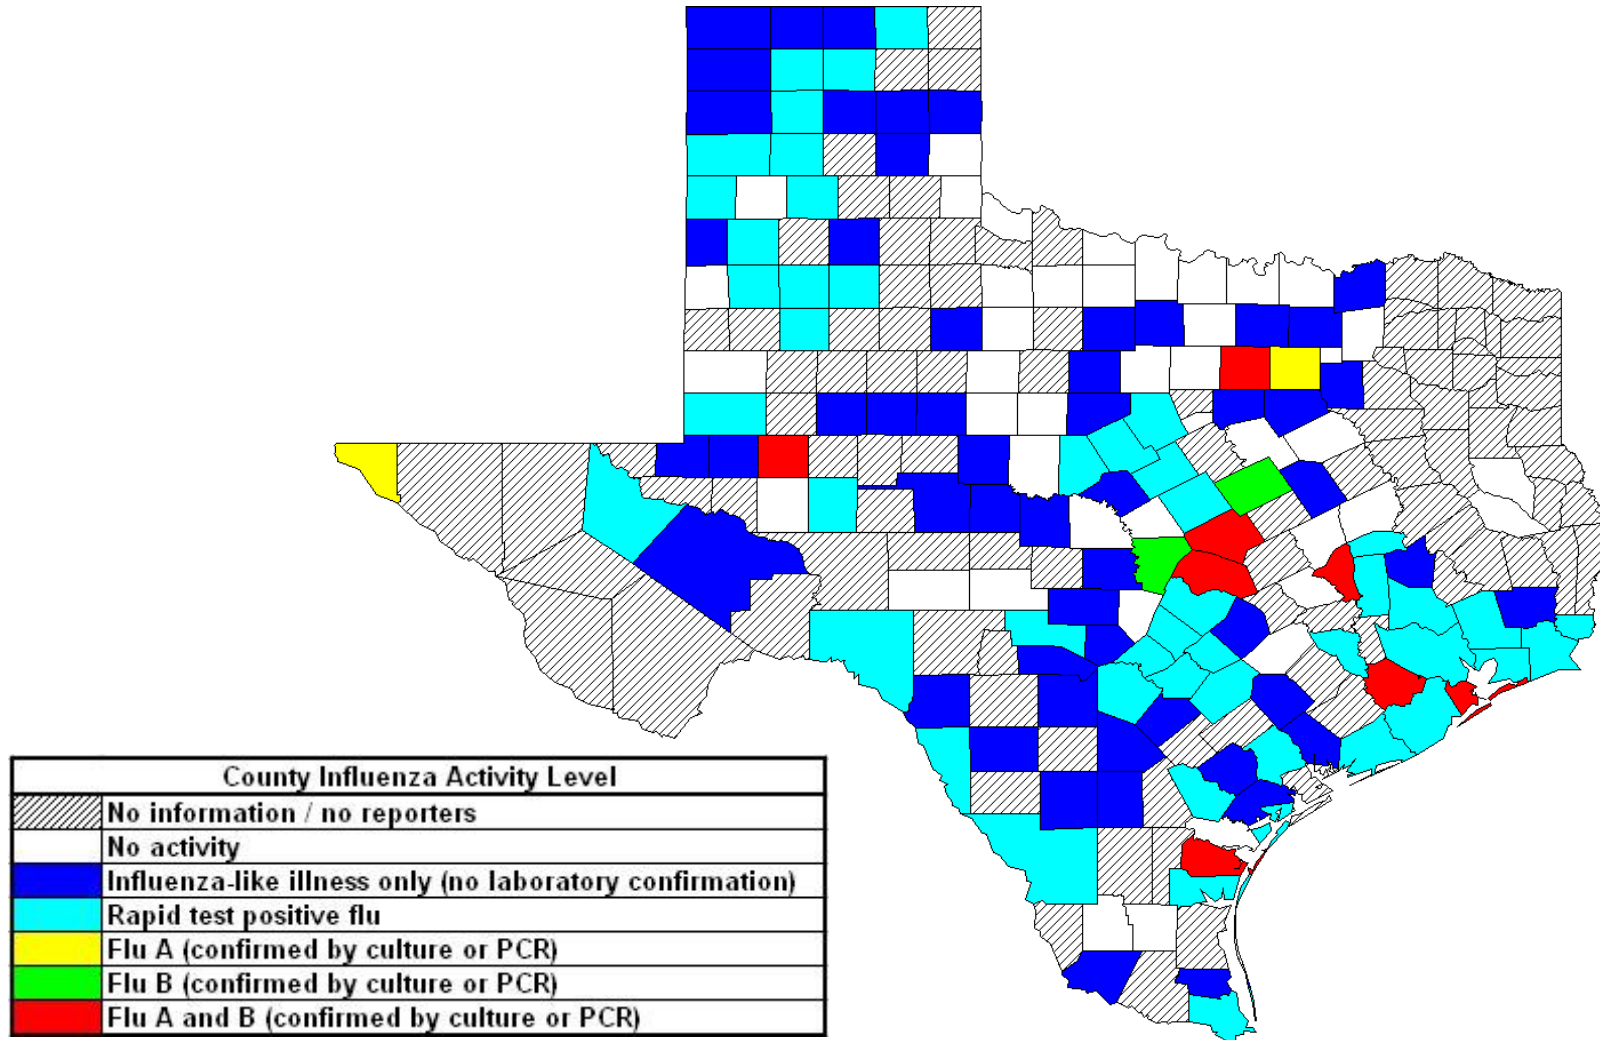 County Influenza Activity Level
No information / no reporters
No activity
Influenza-like illness only (no laboratory confirmation)
Rapid test positive flu
Flu A (confirmed by culture or PCR)
Flu B (confirmed by culture or PCR)
Flu A and B (confirmed by culture or PCR)